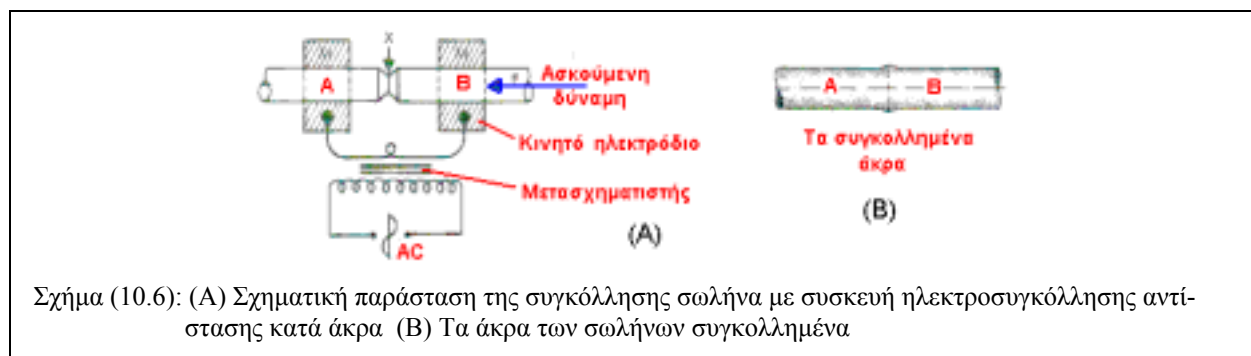 X
M
M
A
B
F
Ασκούμενη
δύναμη
Κινητό ηλεκτρόδιο
Μετασχηματιστής
AC
(A)
A
B
Τα συγκολλημένα
άκρα
(B)
Σχήμα (10.6): (Α) Σχηματική παράσταση της συγκόλλησης σωλήνα με συσκευή ηλεκτροσυγκόλλησης αντί-
στασης κατά άκρα (Β) Τα άκρα των σωλήνων συγκολλημένα